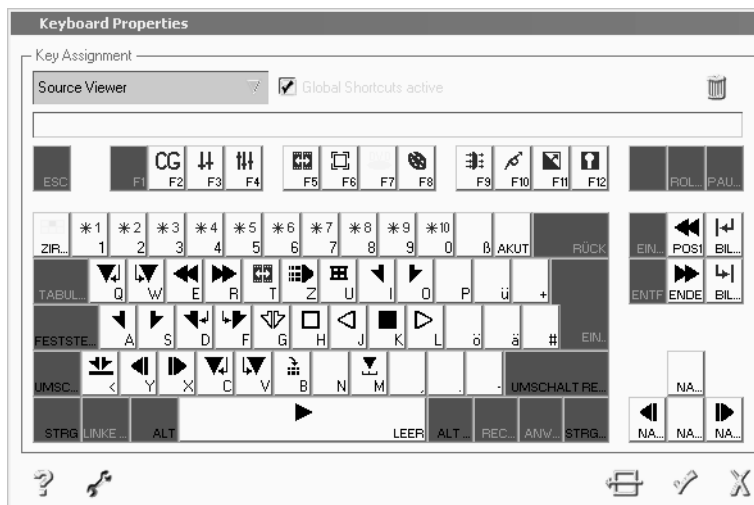 Keyboard Properties
Key Assignment
Source Viewer
Global Shortcuts active
CG
ESC F1 F2 F3 F4 F5 F6 F7 F8 F9 F10 F11 F12 ROL... PAU...
*1 *2 *3 *4 *5 *6 *7 *8 *9 *10
ZIR... 1 2 3 4 5 6 7 8 9 0 ß AKUT RÜCK EIN... POS1 BIL...
TABUL... Q W E R T Z U I O P ü + ENTF ENDE BIL...
FESTSTE... A S D F G H J K L ö ä # EIN...
UMSC... < Y X C V B N M , . - UMSCHALT RE... NA...
STRG LINKE ... ALT LEER ALT ... REC... ANW... STRG... NA... NA... NA...